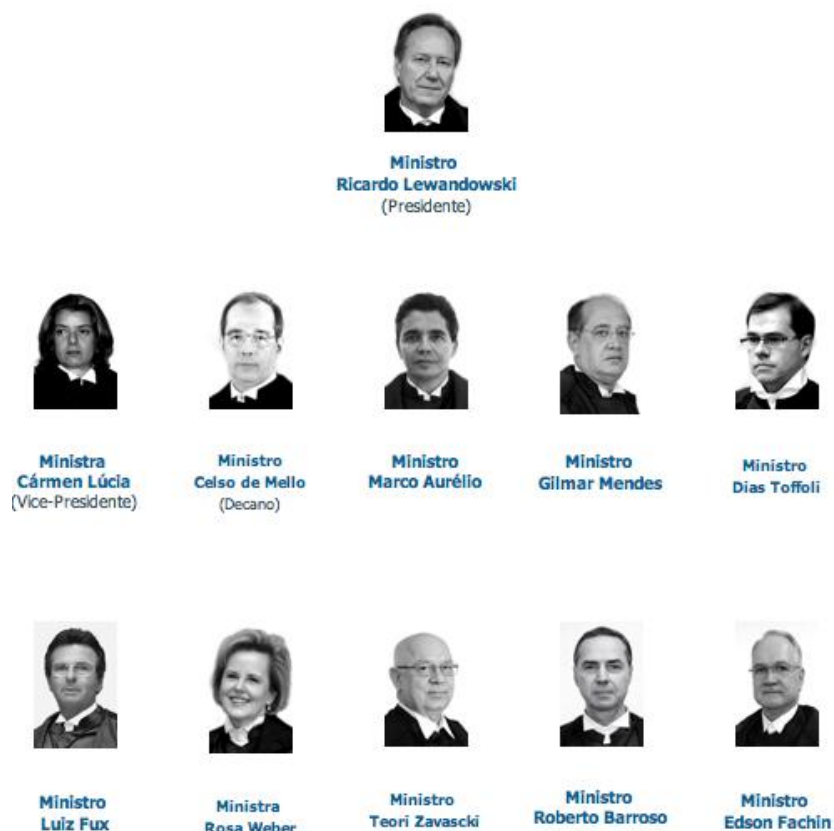 Ministro
Ricardo Lewandowski
(Presidente)
Ministra
Cármen Lúcia
(Vice-Presidente)
Ministro
Celso de Mello
(Decano)
Ministro
Marco Aurélio
Ministro
Gilmar Mendes
Ministro
Dias Toffoli
Ministro
Luiz Fux
Ministra
Rosa Weber
Ministro
Teori Zavascki
Ministro
Roberto Barroso
Ministro
Edson Fachin